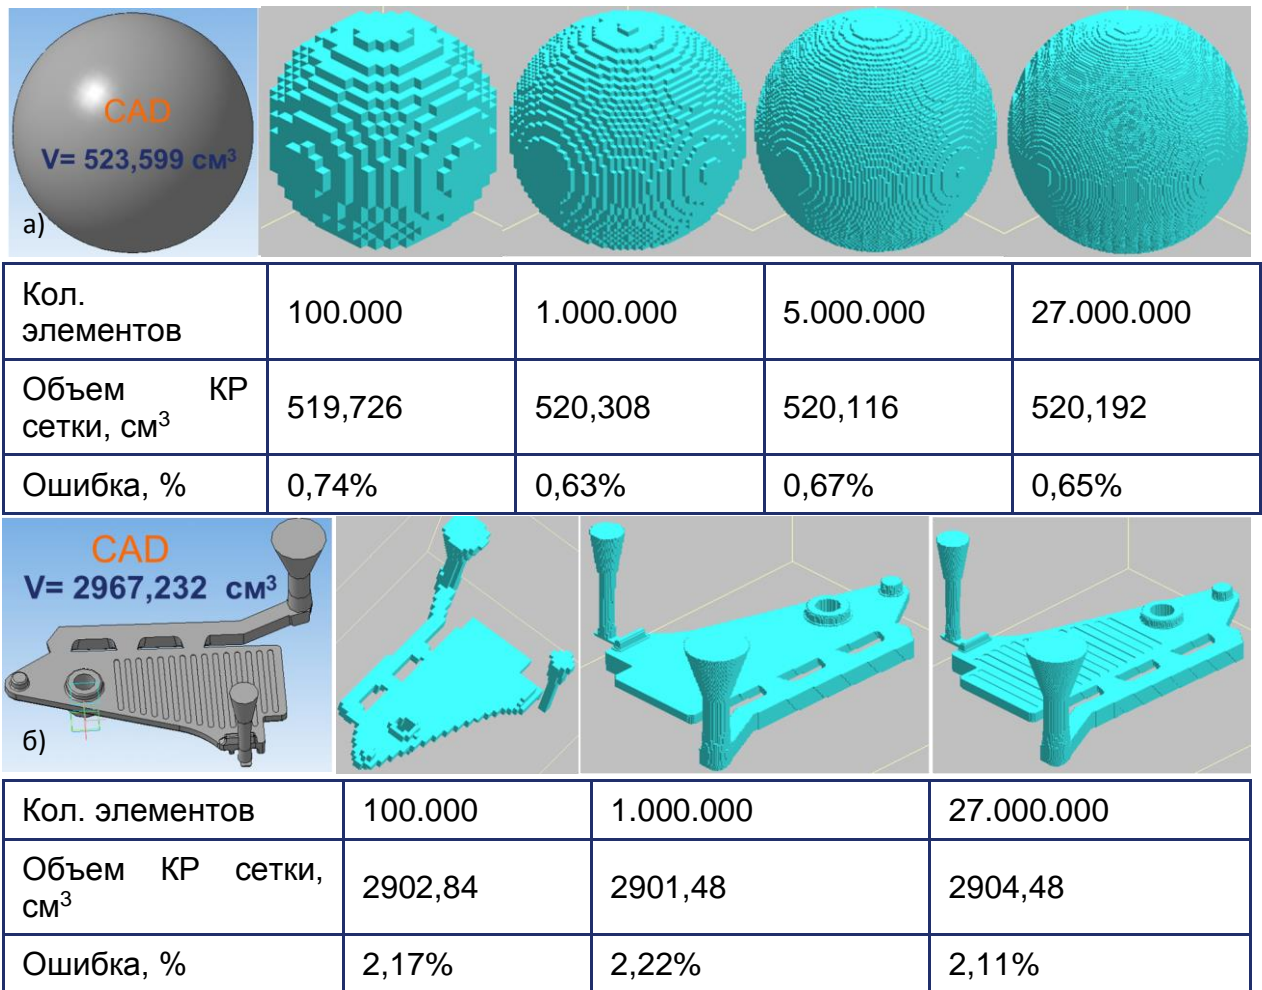 CAD
V= 523,599 см³
а)
Кол.
элементов
100.000
1.000.000
5.000.000
27.000.000
Объем КР
сетки, см³
519,726
520,308
520,116
520,192
Ошибка, %
0,74%
0,63%
0,67%
0,65%
CAD
V= 2967,232 см³
б)
Кол. элементов
100.000
1.000.000
27.000.000
Объем КР сетки,
см³
2902,84
2901,48
2904,48
Ошибка, %
2,17%
2,22%
2,11%